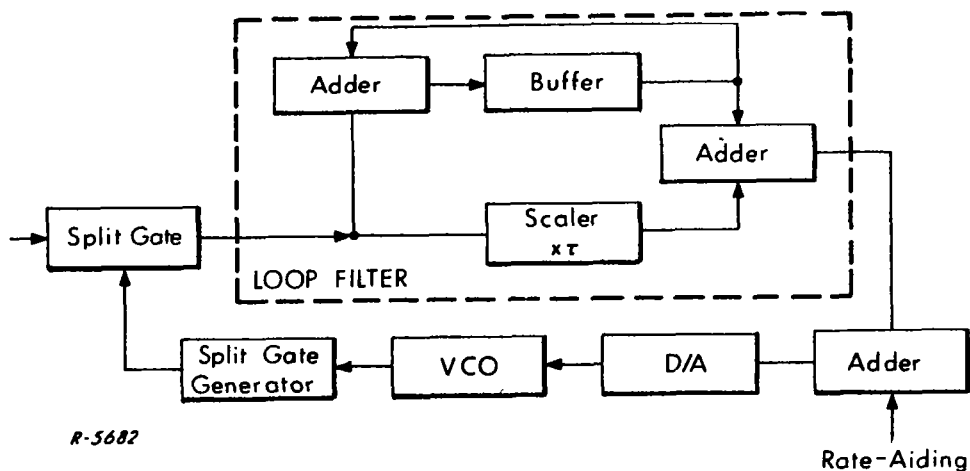 Adder
Buffer
Adder
Split Gate
Scaler
x τ
LOOP FILTER
Split Gate
Generator
VCO
D/A
Adder
R-5682
Rate-Aiding